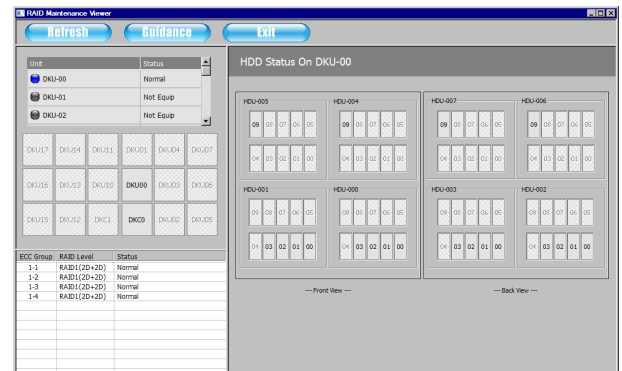 RAID Maintenance Viewer
Refresh Guidance Exit
Unit Status
DKU-00 Normal
DKU-01 Not Equip
DKU-02 Not Equip
DKU17 DKU14 DKU11 DKU01 DKU04 DKU07
DKU16 DKU13 DKU10 DKU00 DKU03 DKU06
DKU15 DKU12 DKC1 DKC0 DKU02 DKU05
ECC Group RAID Level Status
1-1 RAID1(2D+2D) Normal
1-2 RAID1(2D+2D) Normal
1-3 RAID1(2D+2D) Normal
1-4 RAID1(2D+2D) Normal
HDD Status On DKU-00
HDU-005 HDU-004 HDU-007 HDU-006
09 08 07 06 05 09 08 07 06 05 09 08 07 06 05 09 08 07 06 05
04 03 02 01 00 04 03 02 01 00 04 03 02 01 00 04 03 02 01 00
HDU-001 HDU-000 HDU-003 HDU-002
09 08 07 06 05 09 08 07 06 05 09 08 07 06 05 09 08 07 06 05
04 03 02 01 00 04 03 02 01 00 04 03 02 01 00 04 03 02 01 00
--- Front View --- --- Back View ---